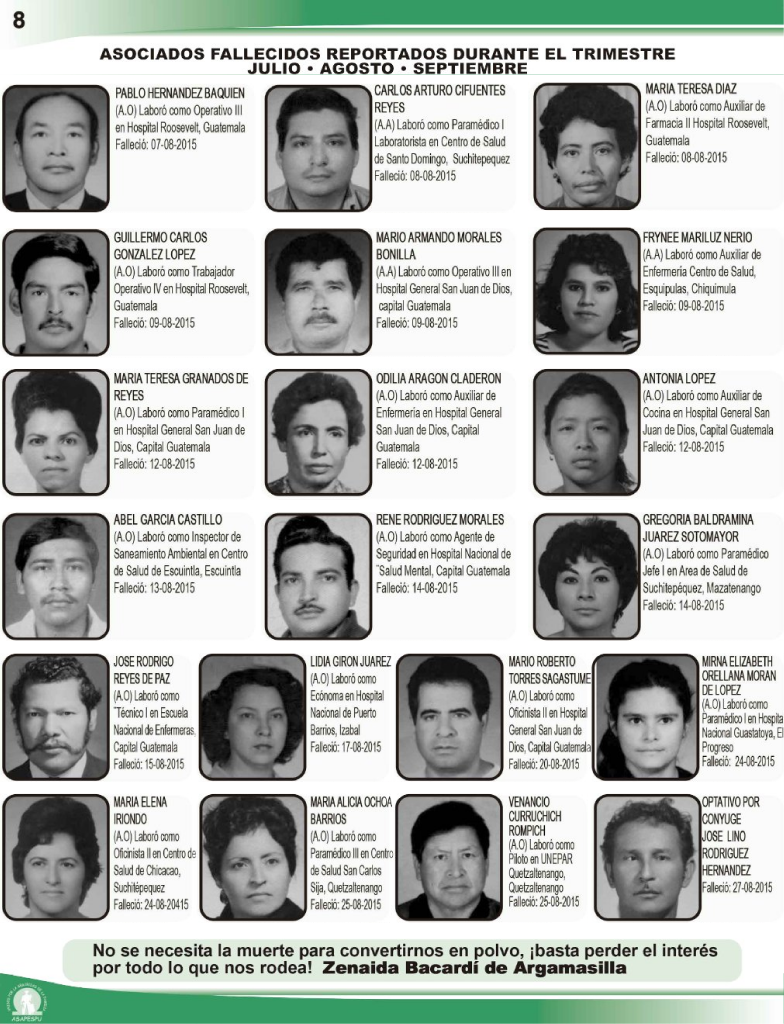 8
ASOCIADOS FALLECIDOS REPORTADOS DURANTE EL TRIMESTRE
JULIO • AGOSTO • SEPTIEMBRE
PABLO HERNANDEZ BAQUIEN
(A.O) Laboró como Operativo III
en Hospital Roosevelt, Guatemala
Falleció: 07-08-2015
CARLOS ARTURO CIFUENTES
REYES
(A.A) Laboró como Paramédico I
Laboratorista en Centro de Salud
de Santo Domingo, Suchitepequez
Falleció: 08-08-2015
MARIA TERESA DIAZ
(A.O) Laboró como Auxiliar de
Farmacia II Hospital Roosevelt,
Guatemala
Falleció: 08-08-2015
GUILLERMO CARLOS
GONZALEZ LOPEZ
(A.O) Laboró como Trabajador
Operativo IV en Hospital Roosevelt,
Guatemala
Falleció: 09-08-2015
MARIO ARMANDO MORALES
BONILLA
(A.A) Laboró como Operativo III en
Hospital General San Juan de Dios,
capital Guatemala
Falleció: 09-08-2015
FRYNEE MARILUZ NERIO
(A.A) Laboró como Auxiliar de
Enfermería Centro de Salud,
Esquipulas, Chiquimula
Falleció: 09-08-2015
MARIA TERESA GRANADOS DE
REYES
(A.O) Laboró como Paramédico I
en Hospital General San Juan de
Dios, Capital Guatemala
Falleció: 12-08-2015
ODILIA ARAGON CLADERON
(A.O) Laboró como Auxiliar de
Enfermería en Hospital General
San Juan de Dios, Capital
Guatemala
Falleció: 12-08-2015
ANTONIA LOPEZ
(A.O) Laboró como Auxiliar de
Cocina en Hospital General San
Juan de Dios, Capital Guatemala
Falleció: 12-08-2015
ABEL GARCIA CASTILLO
(A.O) Laboró como Inspector de
Saneamiento Ambiental en Centro
de Salud de Escuintla, Escuintla
Falleció: 13-08-2015
RENE RODRIGUEZ MORALES
(A.O) Laboró como Agente de
Seguridad en Hospital Nacional de
¨Salud Mental, Capital Guatemala
Falleció: 14-08-2015
GREGORIA BALDRAMINA
JUAREZ SOTOMAYOR
(A.O) Laboró como Paramédico
Jefe I en Area de Salud de
Suchitepéquez, Mazatenango
Falleció: 14-08-2015
JOSE RODRIGO
REYES DE PAZ
(A.O) Laboró como
¨Técnico I en Escuela
Nacional de Enfermeras,
Capital Guatemala
Falleció: 15-08-2015
LIDIA GIRON JUAREZ
(A.O) Laboró como
Ecónoma en Hospital
Nacional de Puerto
Barrios, Izabal
Falleció: 17-08-2015
MARIO ROBERTO
TORRES SAGASTUME
(A.O) Laboró como
Oficinista II en Hospital
General San Juan de
Dios, Capital Guatemala
Falleció: 20-08-2015
MIRNA ELIZABETH
ORELLANA MORAN
DE LOPEZ
(A.O) Laboró como
Paramédico I en Hospita
Nacional Guastatoya, El
Progreso
Falleció: 24-08-2015
MARIA ELENA
IRIONDO
(A.O) Laboró como
Oficinista II en Centro de
Salud de Chicacao,
Suchitépequez
Falleció: 24-08-20415
MARIA ALICIA OCHOA
BARRIOS
(A.O) Laboró como
Paramédico III en Centro
de Salud San Carlos
Sija, Quetzaltenango
Falleció: 25-08-2015
VENANCIO
CURRUCHICH
ROMPICH
(A.O) Laboró como
Piloto en UNEPAR
Quetzaltenango,
Quetzaltenango
Falleció: 25-08-2015
OPTATIVO POR
CONYUGE
JOSE LINO
RODRIGUEZ
HERNANDEZ
Falleció: 27-08-2015
No se necesita la muerte para convertirnos en polvo, ¡basta perder el interés
por todo lo que nos rodea! Zenaida Bacardí de Argamasilla
ASAPESPU